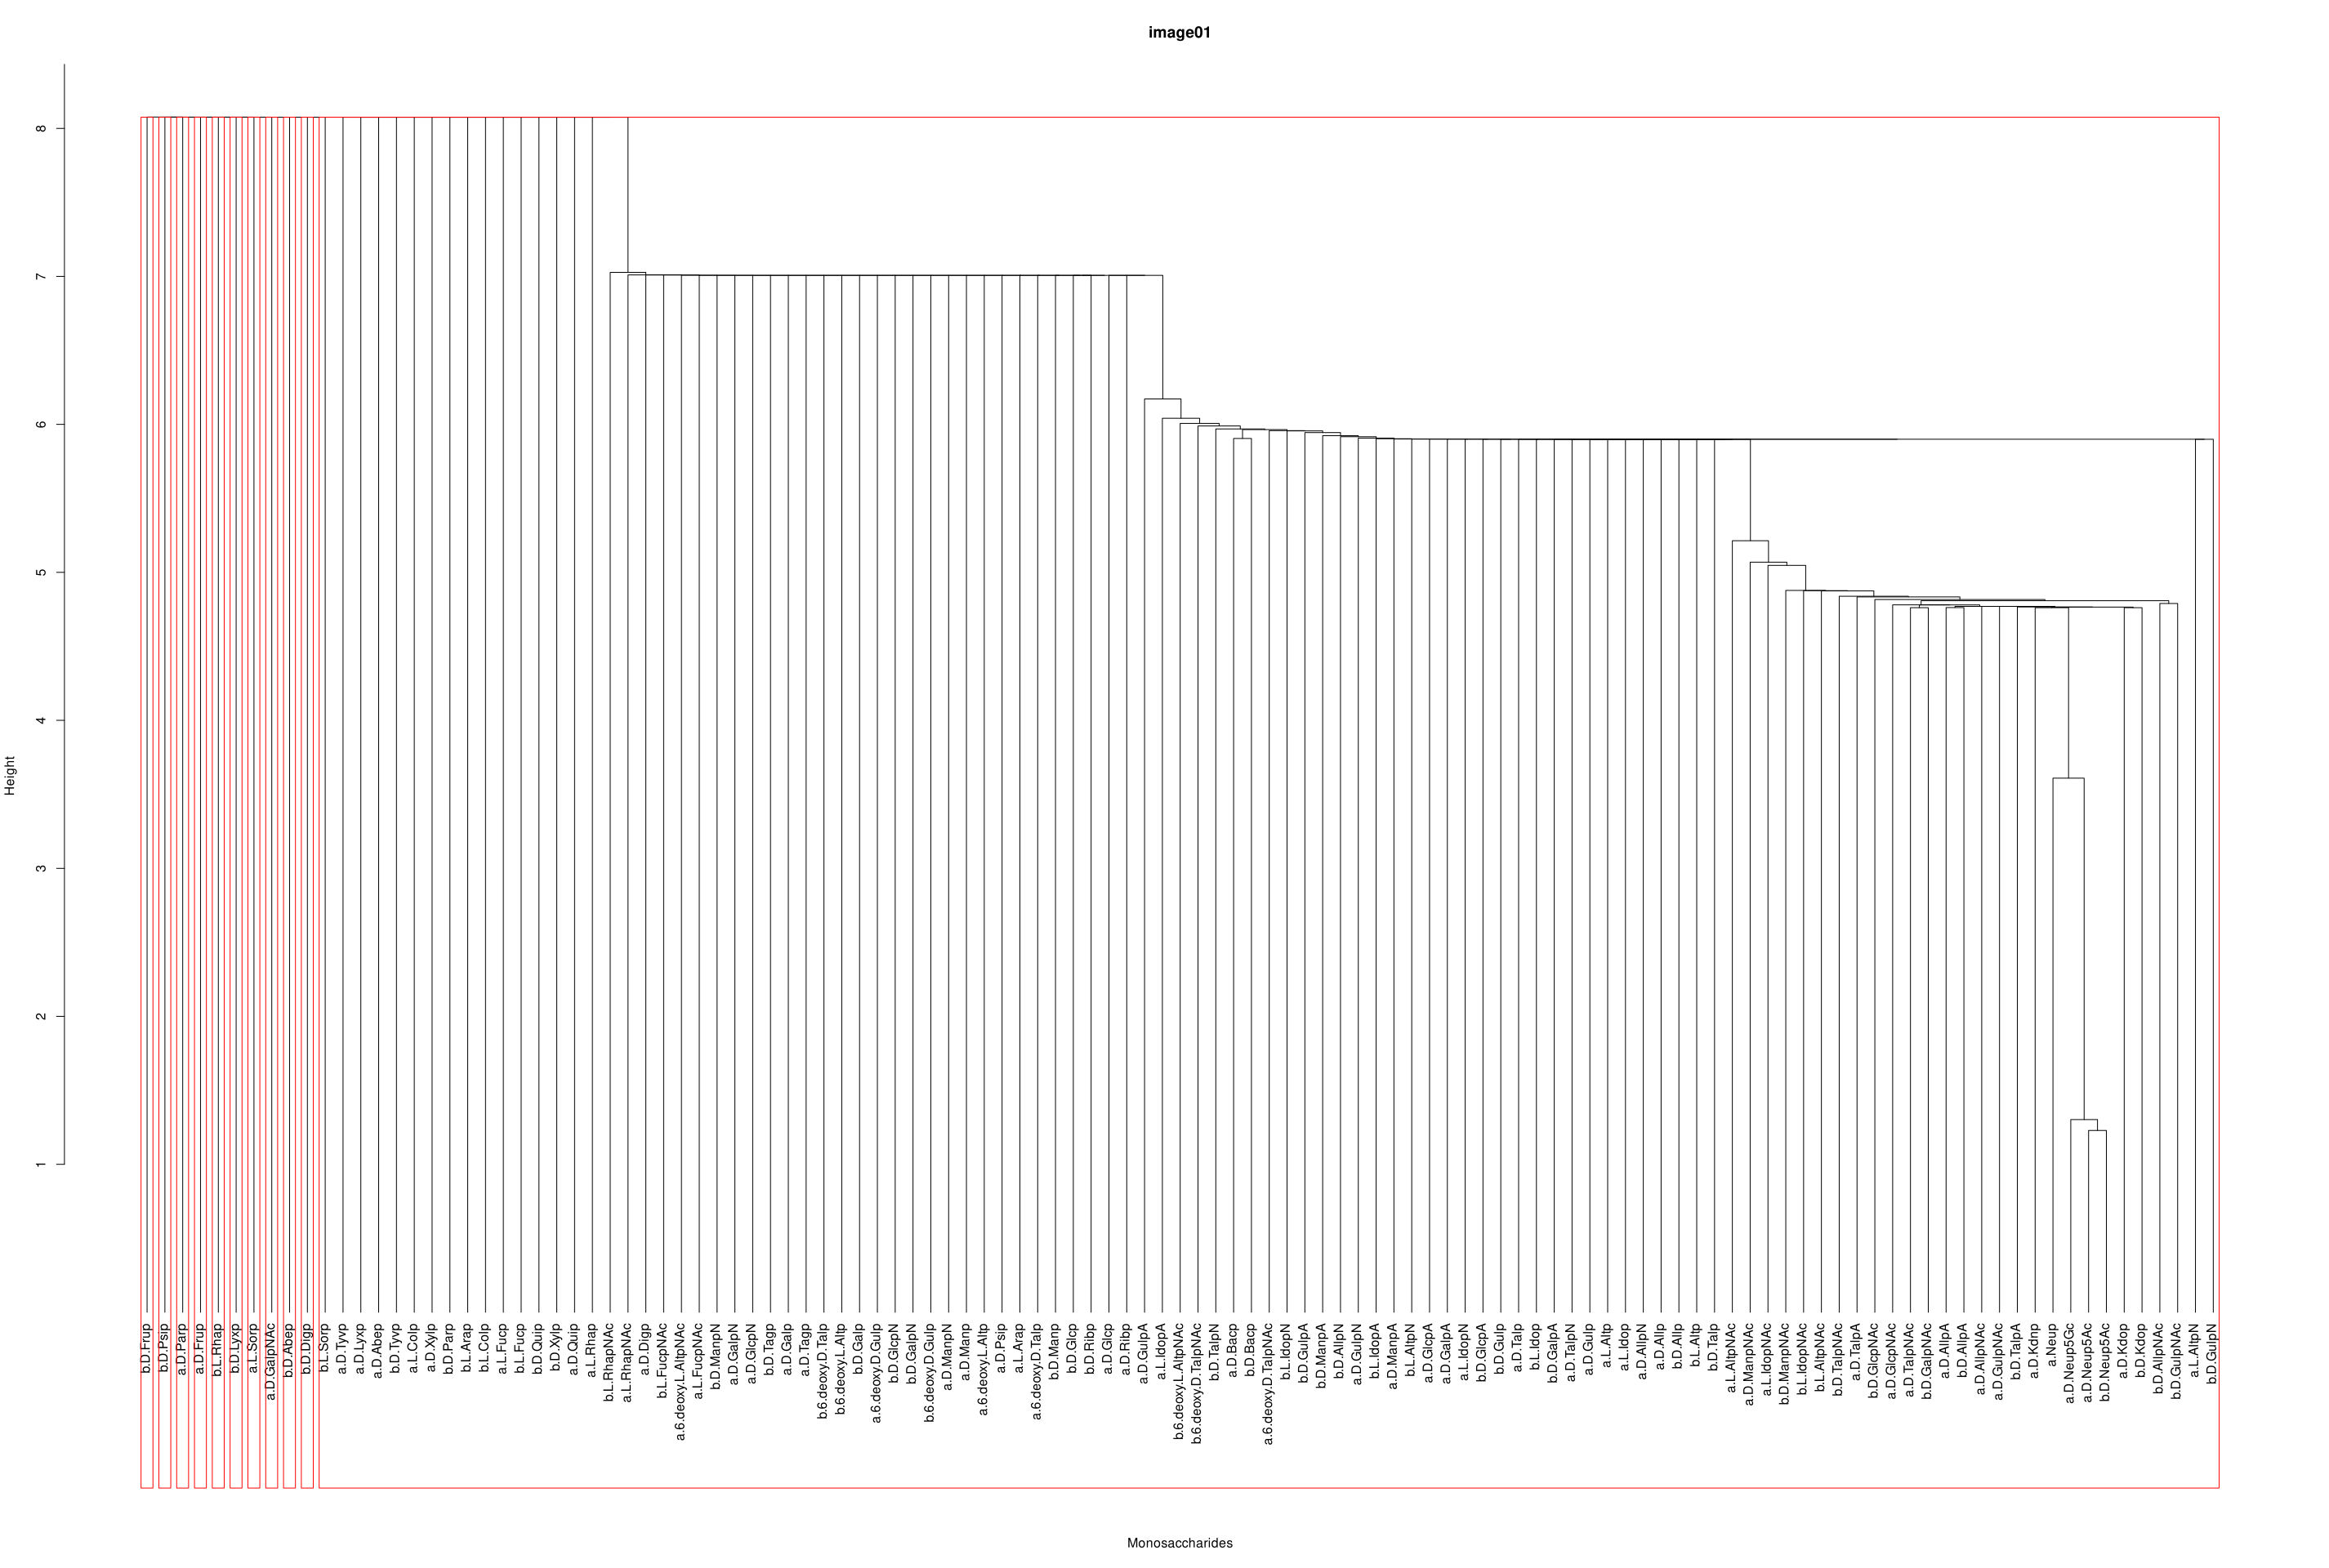 image01
Height
8
7
6
5
4
3
2
1
b.D.Frup
b.D.Psip
a.D.Parp
a.D.Frup
b.L.Rhap
b.D.Lyxp
a.L.Sorp
a.D.GalpNAc
b.D.Abep
b.D.Digp
b.L.Sorp
a.D.Tyvp
a.D.Lyxp
a.D.Abep
b.D.Tyvp
a.L.Colp
a.D.Xylp
b.D.Parp
b.L.Arap
b.L.Colp
a.L.Fucp
b.L.Fucp
b.D.Quip
b.D.Xylp
a.D.Quip
a.L.Rhap
b.L.RhapNAc
a.L.RhapNAc
a.D.Digp
b.L.FucpNAc
a.6.deoxy.L.AltpNAc
a.L.FucpNAc
b.D.ManpN
a.D.GalpN
a.D.GlcpN
b.D.Tagp
a.D.Galp
a.D.Tagp
b.6.deoxy.D.Talp
b.6.deoxy.L.Altp
b.D.Galp
a.6.deoxy.D.Gulp
b.D.GlcpN
b.D.GalpN
b.6.deoxy.D.Gulp
a.D.ManpN
a.D.Manp
a.6.deoxy.L.Altp
a.D.Psip
a.L.Arap
a.6.deoxy.D.Talp
b.D.Manp
b.D.Glcp
b.D.Ribp
a.D.Glcp
a.D.Ribp
a.D.GulpA
a.L.IdopA
b.6.deoxy.L.AltpNAc
b.6.deoxy.D.TalpNAc
b.D.TalpN
a.D.Bacp
b.D.Bacp
a.6.deoxy.D.TalpNAc
b.L.IdopN
b.D.GulpA
b.D.ManpA
b.D.AllpN
a.D.GulpN
b.L.IdopA
a.D.ManpA
b.L.AltpN
a.D.GlcpA
a.D.GalpA
a.L.IdopN
b.D.GlcpA
b.D.Gulp
a.D.Talp
b.L.Idop
b.D.GalpA
a.D.TalpN
a.D.Gulp
a.L.Altp
a.L.Idop
a.D.AllpN
a.D.Allp
b.D.Allp
b.L.Altp
b.D.Talp
a.L.AltpNAc
a.D.ManpNAc
a.L.IdopNAc
b.D.ManpNAc
b.L.IdopNAc
b.L.AltpNAc
b.D.TalpNAc
a.D.TalpA
b.D.GlcpNAc
a.D.GlcpNAc
a.D.TalpNAc
b.D.GalpNAc
a.D.AllpA
b.D.AllpA
a.D.AllpNAc
a.D.GulpNAc
b.D.TalpA
a.D.Kdnp
a.Neup
a.D.Neup5Gc
a.D.Neup5Ac
b.D.Neup5Ac
a.D.Kdop
b.D.Kdop
b.D.AllpNAc
b.D.GulpNAc
a.L.AltpN
b.D.GulpN
Monosaccharides